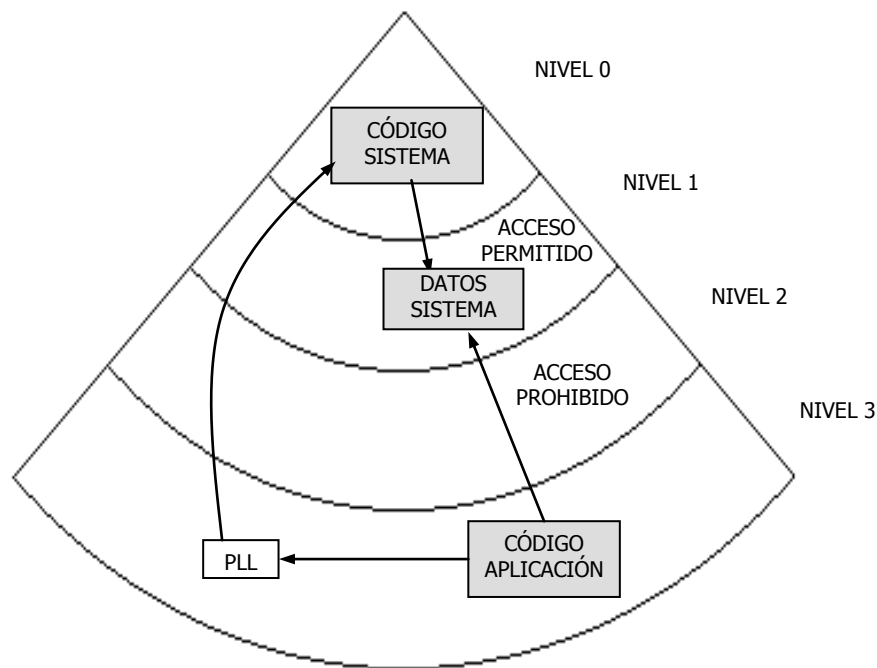 NIVEL 0
CÓDIGO
SISTEMA
NIVEL 1
ACCESO
PERMITIDO
DATOS
SISTEMA
NIVEL 2
ACCESO
PROHIBIDO
NIVEL 3
PLL
CÓDIGO
APLICACIÓN